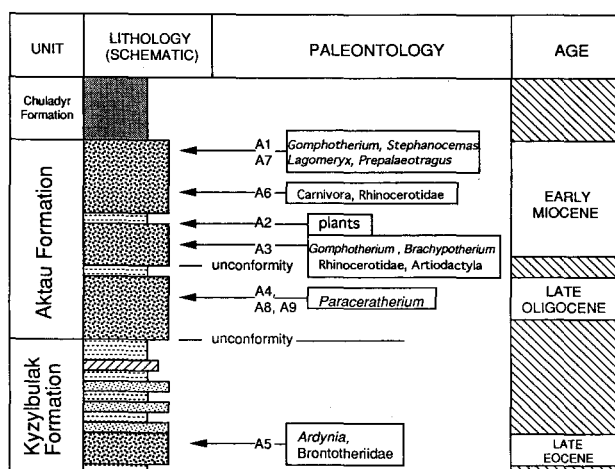 UNIT
LITHOLOGY
(SCHEMATIC)
PALEONTOLOGY
AGE
Chuladyr
Formation
Aktau Formation
Kyzylbulak
Formation
A1
A7
Gomphotherium, Stephanocemas
Lagomeryx, Prepalaeotragus
A6
Carnivora, Rhinocerotidae
A2
plants
A3
Gomphotherium , Brachypotherium
Rhinocerotidae, Artiodactyla
unconformity
A4
A8, A9
Paraceratherium
unconformity
A5
Ardynia,
Brontotheriidae
EARLY
MIOCENE
LATE
OLIGOCENE
LATE
EOCENE